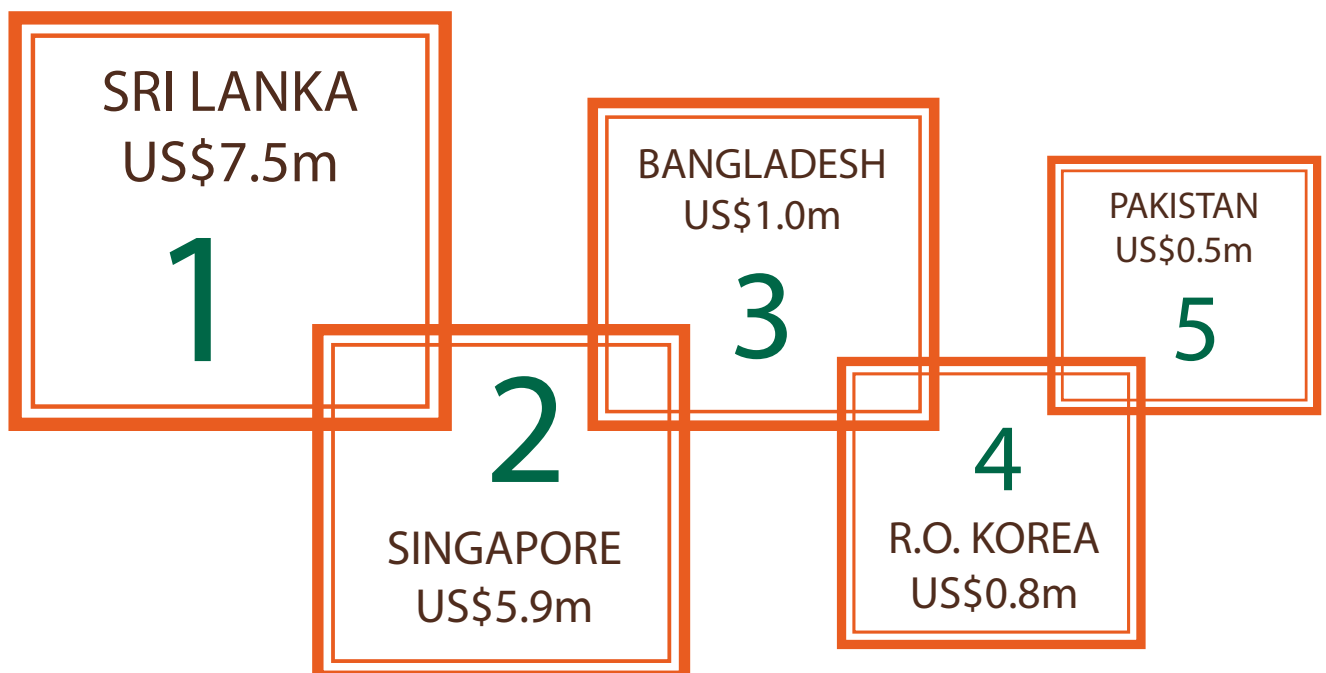 SRI LANKA
US$7.5m
1
2
SINGAPORE
US$5.9m
BANGLADESH
US$1.0m
3
4
R.O. KOREA
US$0.8m
PAKISTAN
US$0.5m
5